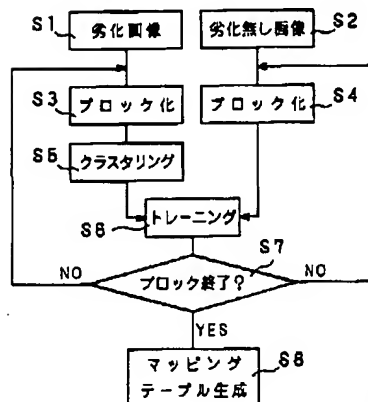 S1
劣化画像
劣化無し画像
S2
S3
ブロック化
ブロック化
S4
S5
クラスタリング
S6
トレーニング
S7
NO
ブロック終了?
NO
YES
マッピング
テーブル生成
S8